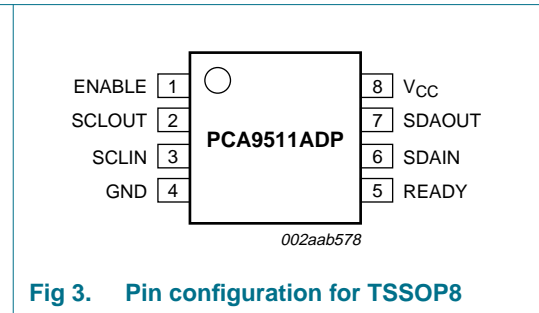 ENABLE 1 8 VCC
SCLOUT 2 7 SDAOUT
PCA9511ADP
SCLIN 3 6 SDAIN
GND 4 5 READY
002aab578
Fig 3. Pin configuration for TSSOP8